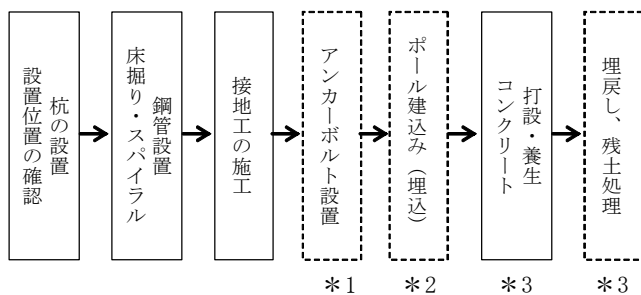 杭の設置
設置位置の確認
鋼管設置
床掘り・スパイラル
接地工の施工
アンカーボルト設置
ポール建込み（埋込）
打設・養生
コンクリート
埋戻し、残土処理
＊1
＊2
＊3
＊3